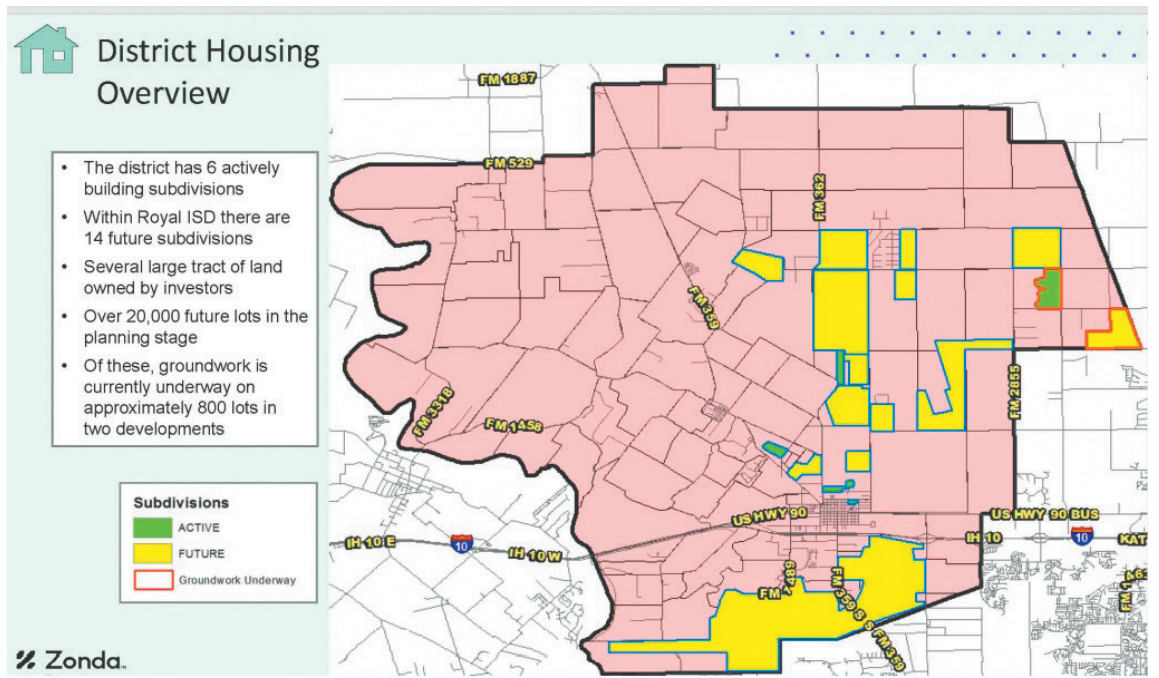 District Housing
Overview
• The district has 6 actively
building subdivisions
• Within Royal ISD there are
14 future subdivisions
• Several large tract of land
owned by investors
• Over 20,000 future lots in the
planning stage
• Of these, groundwork is
currently underway on
approximately 800 lots in
two developments
Subdivisions
ACTIVE
FUTURE
Groundwork Underway
Zonda
FM 1887
FM 529
FM 362
FM 359
FM 3318
FM 1458
FM 2855
US HWY 90
US HWY 90 BUS
IH 10 E
10
IH 10 W
IH 10
10
KAT
FM 1489
FM 359 S
S FM 359